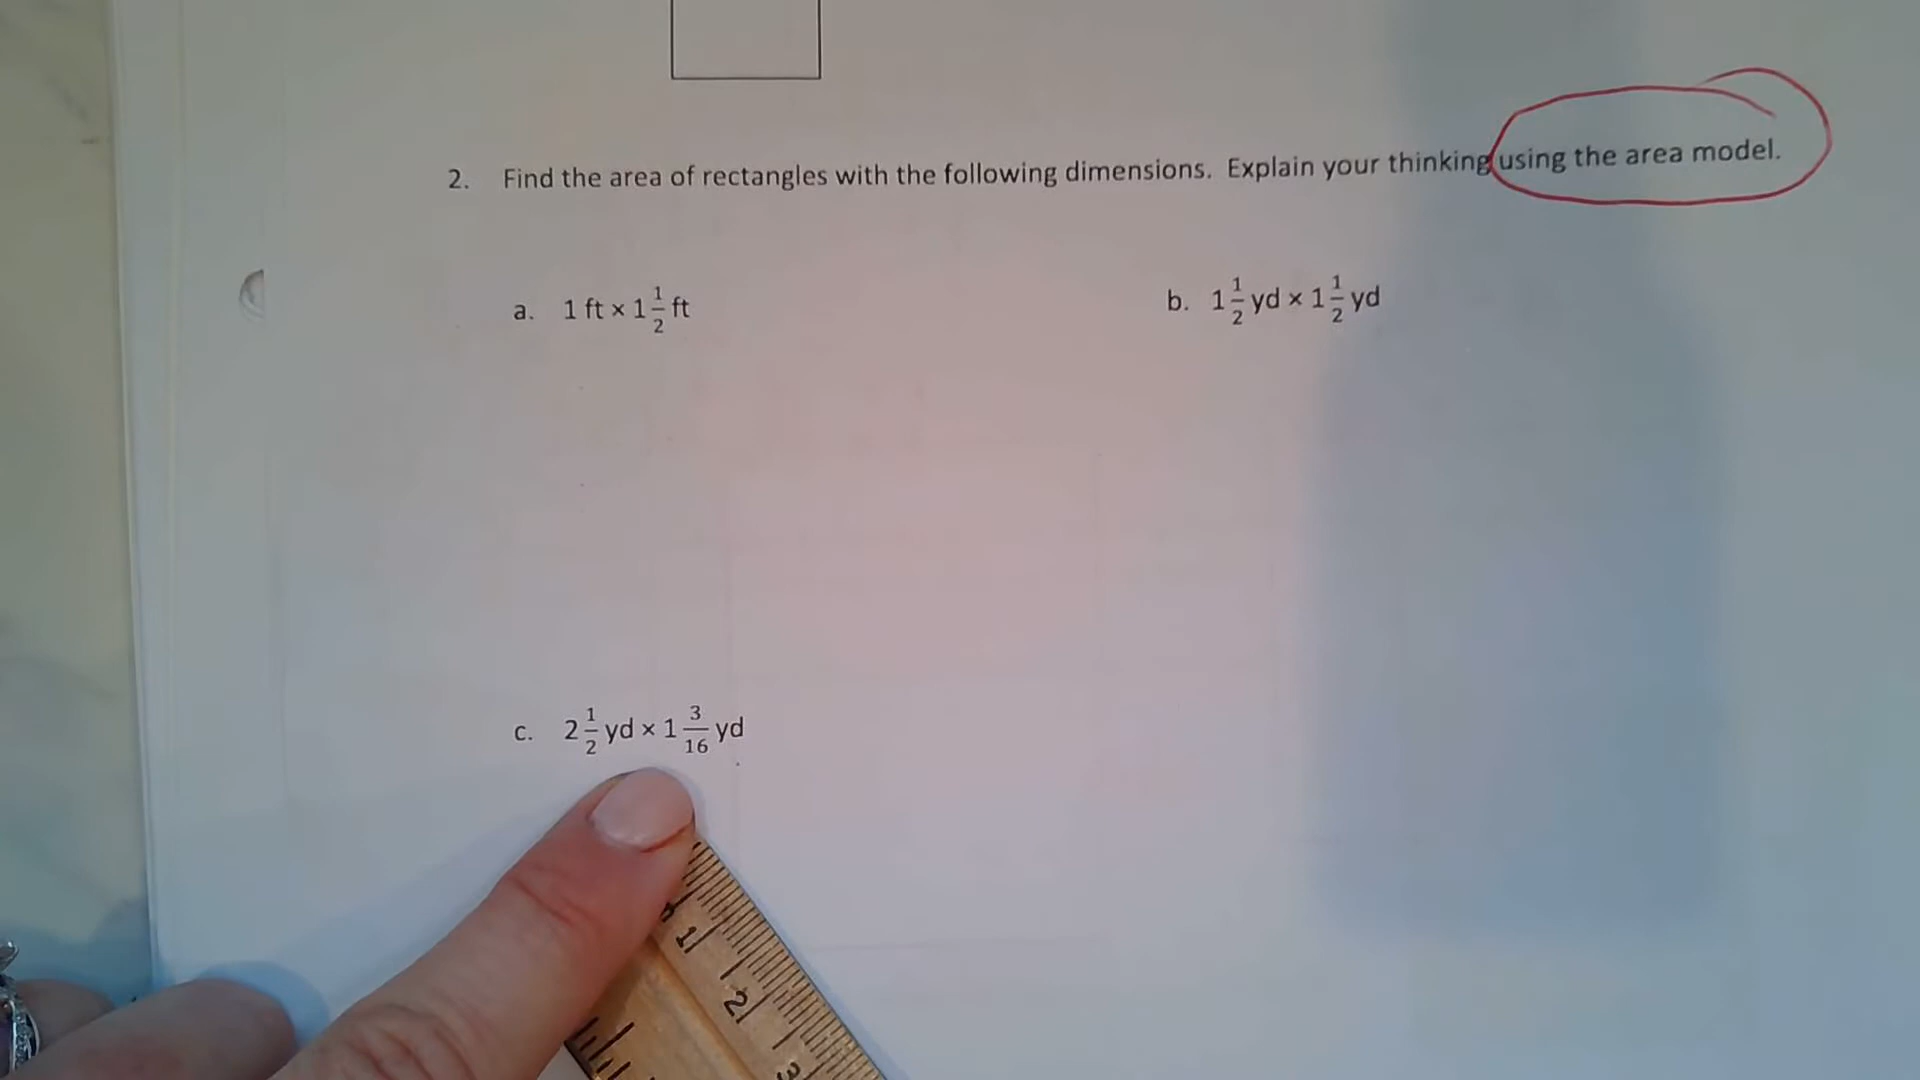 2. Find the area of rectangles with the following dimensions. Explain your thinking using the area model.
a. 1 ft × 1 1/2 ft
b. 1 1/2 yd × 1 1/2 yd
c. 2 1/2 yd × 1 3/16 yd
1
2
3